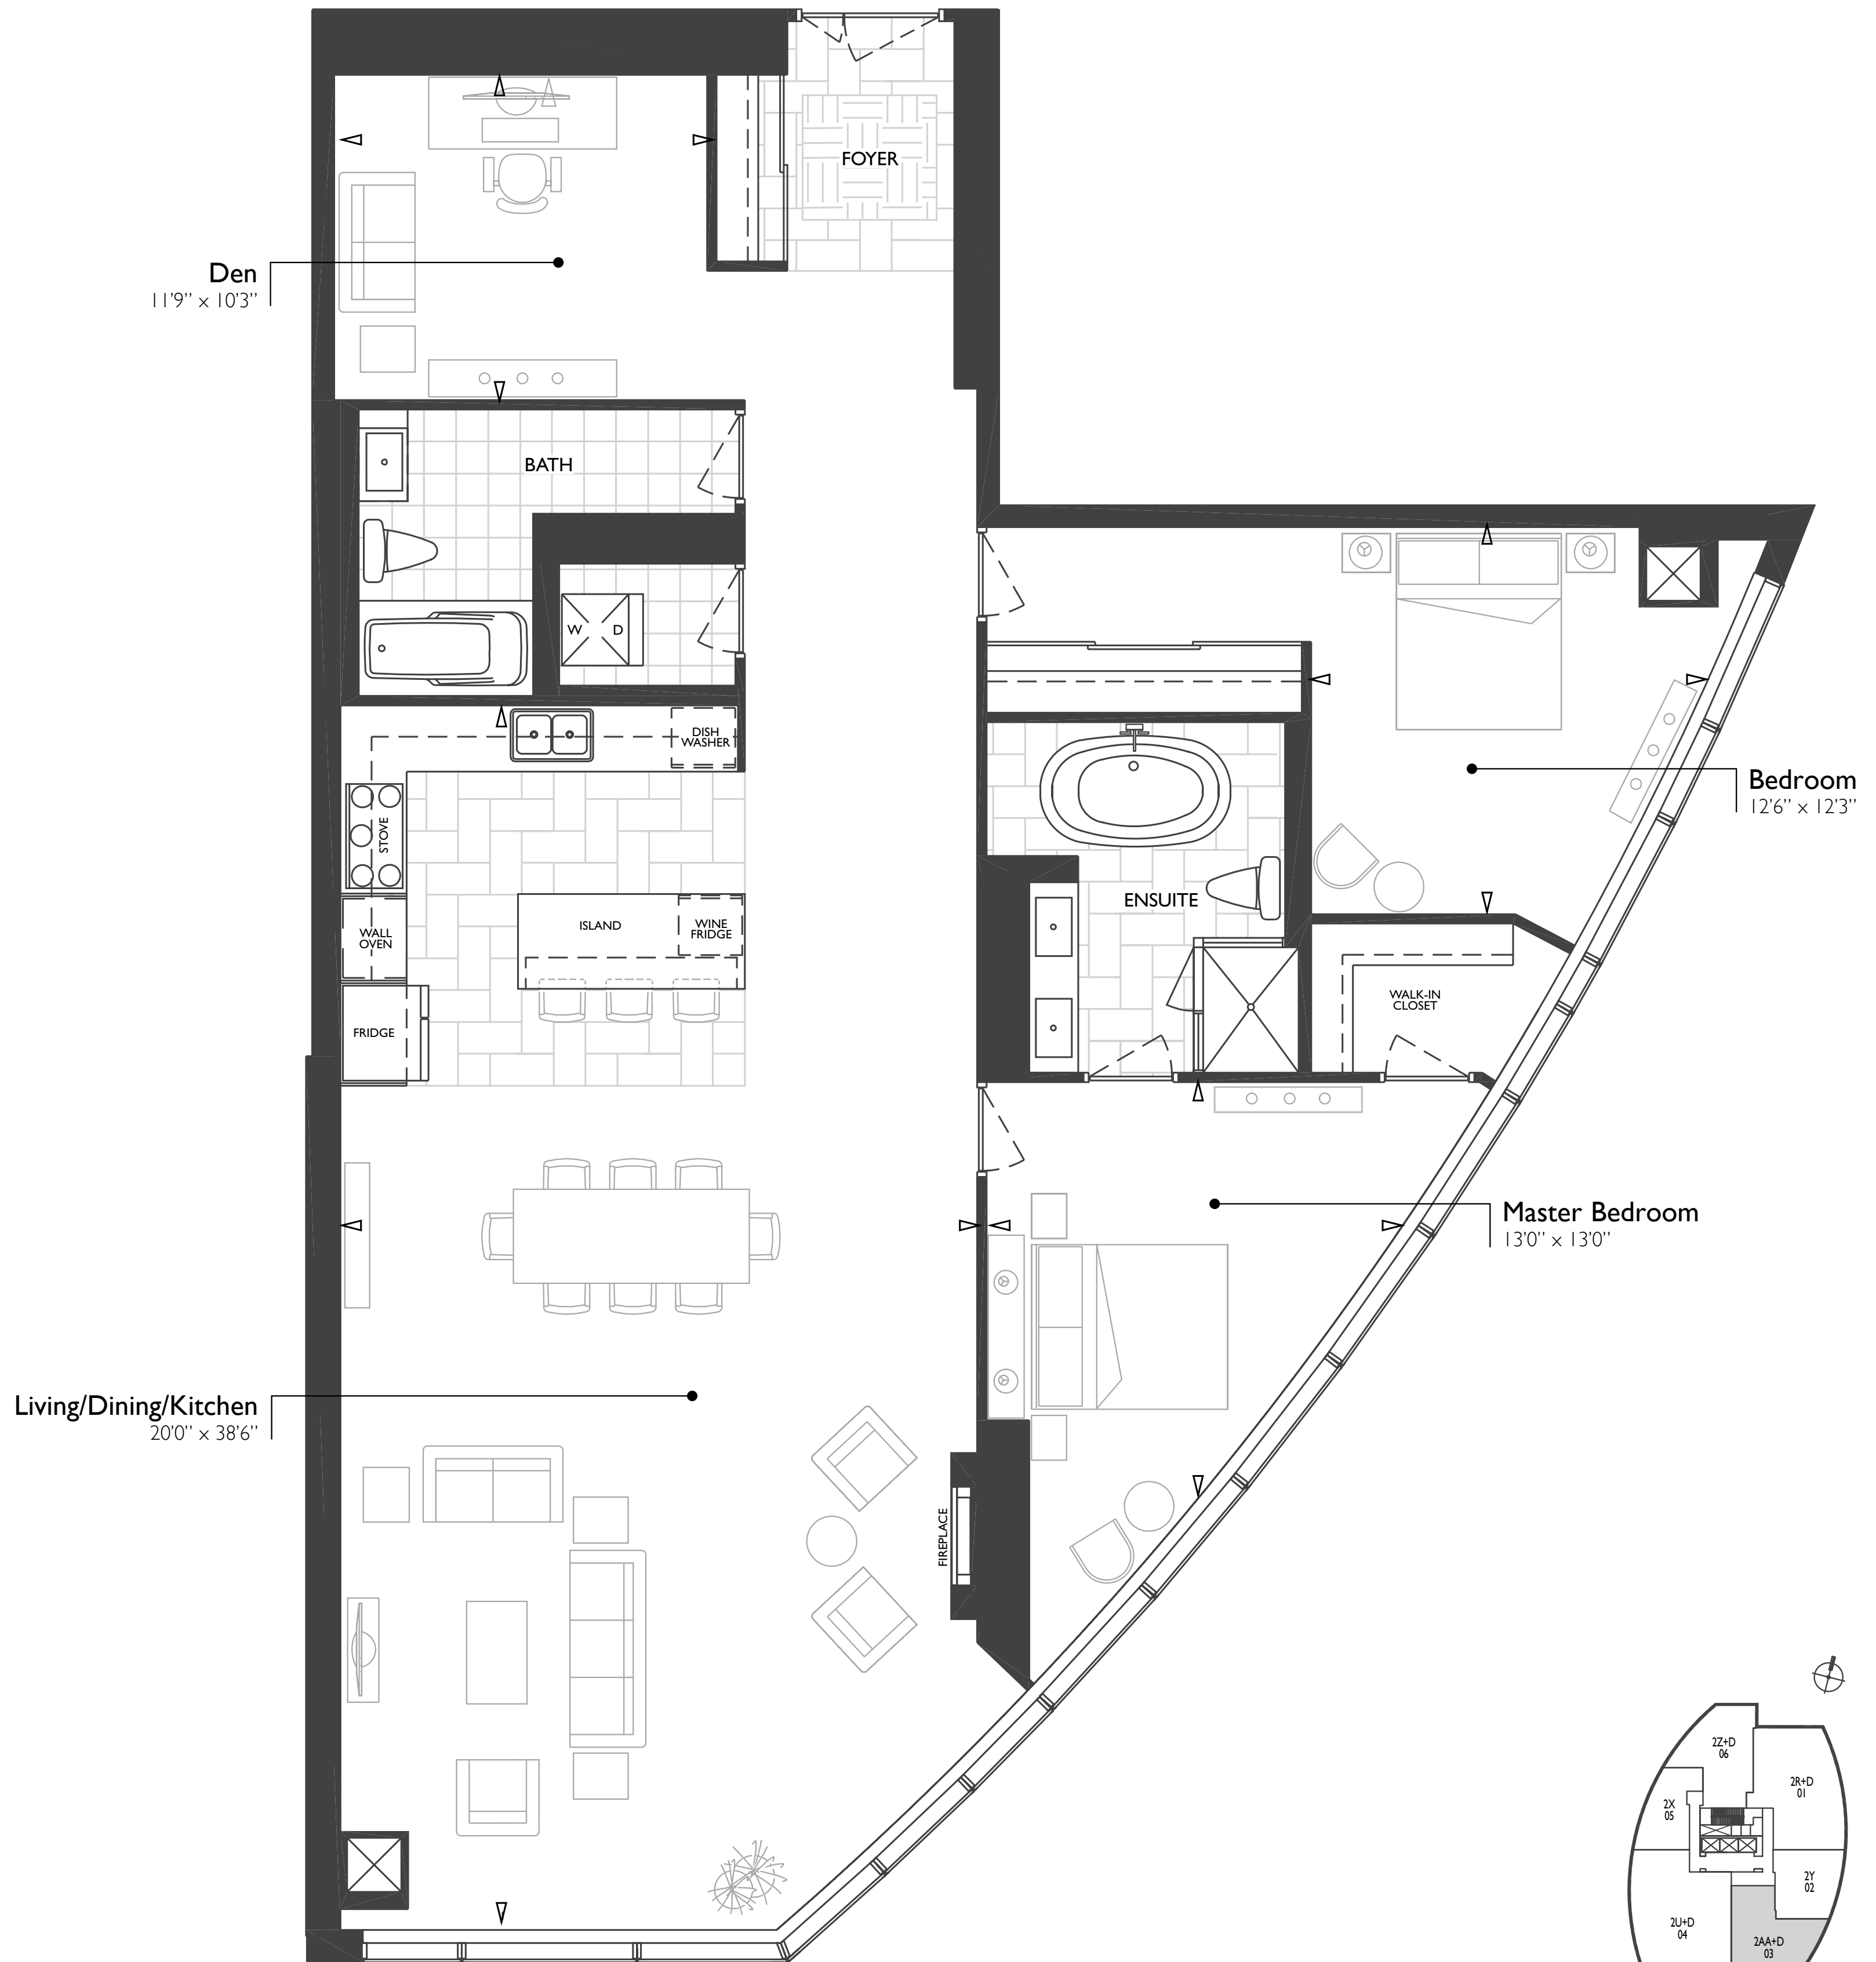 FOYER
Den
11'9" x 10'3"
BATH
W D
DISH
WASHER
STOVE
WALL
OVEN
ISLAND
WINE
FRIDGE
FRIDGE
Bedroom
12'6" x 12'3"
ENSUITE
WALK-IN
CLOSET
Master Bedroom
13'0" x 13'0"
Living/Dining/Kitchen
20'0" x 38'6"
FIREPLACE
2Z+D
06
2R+D
01
2X
05
2Y
02
2U+D
04
2AA+D
03